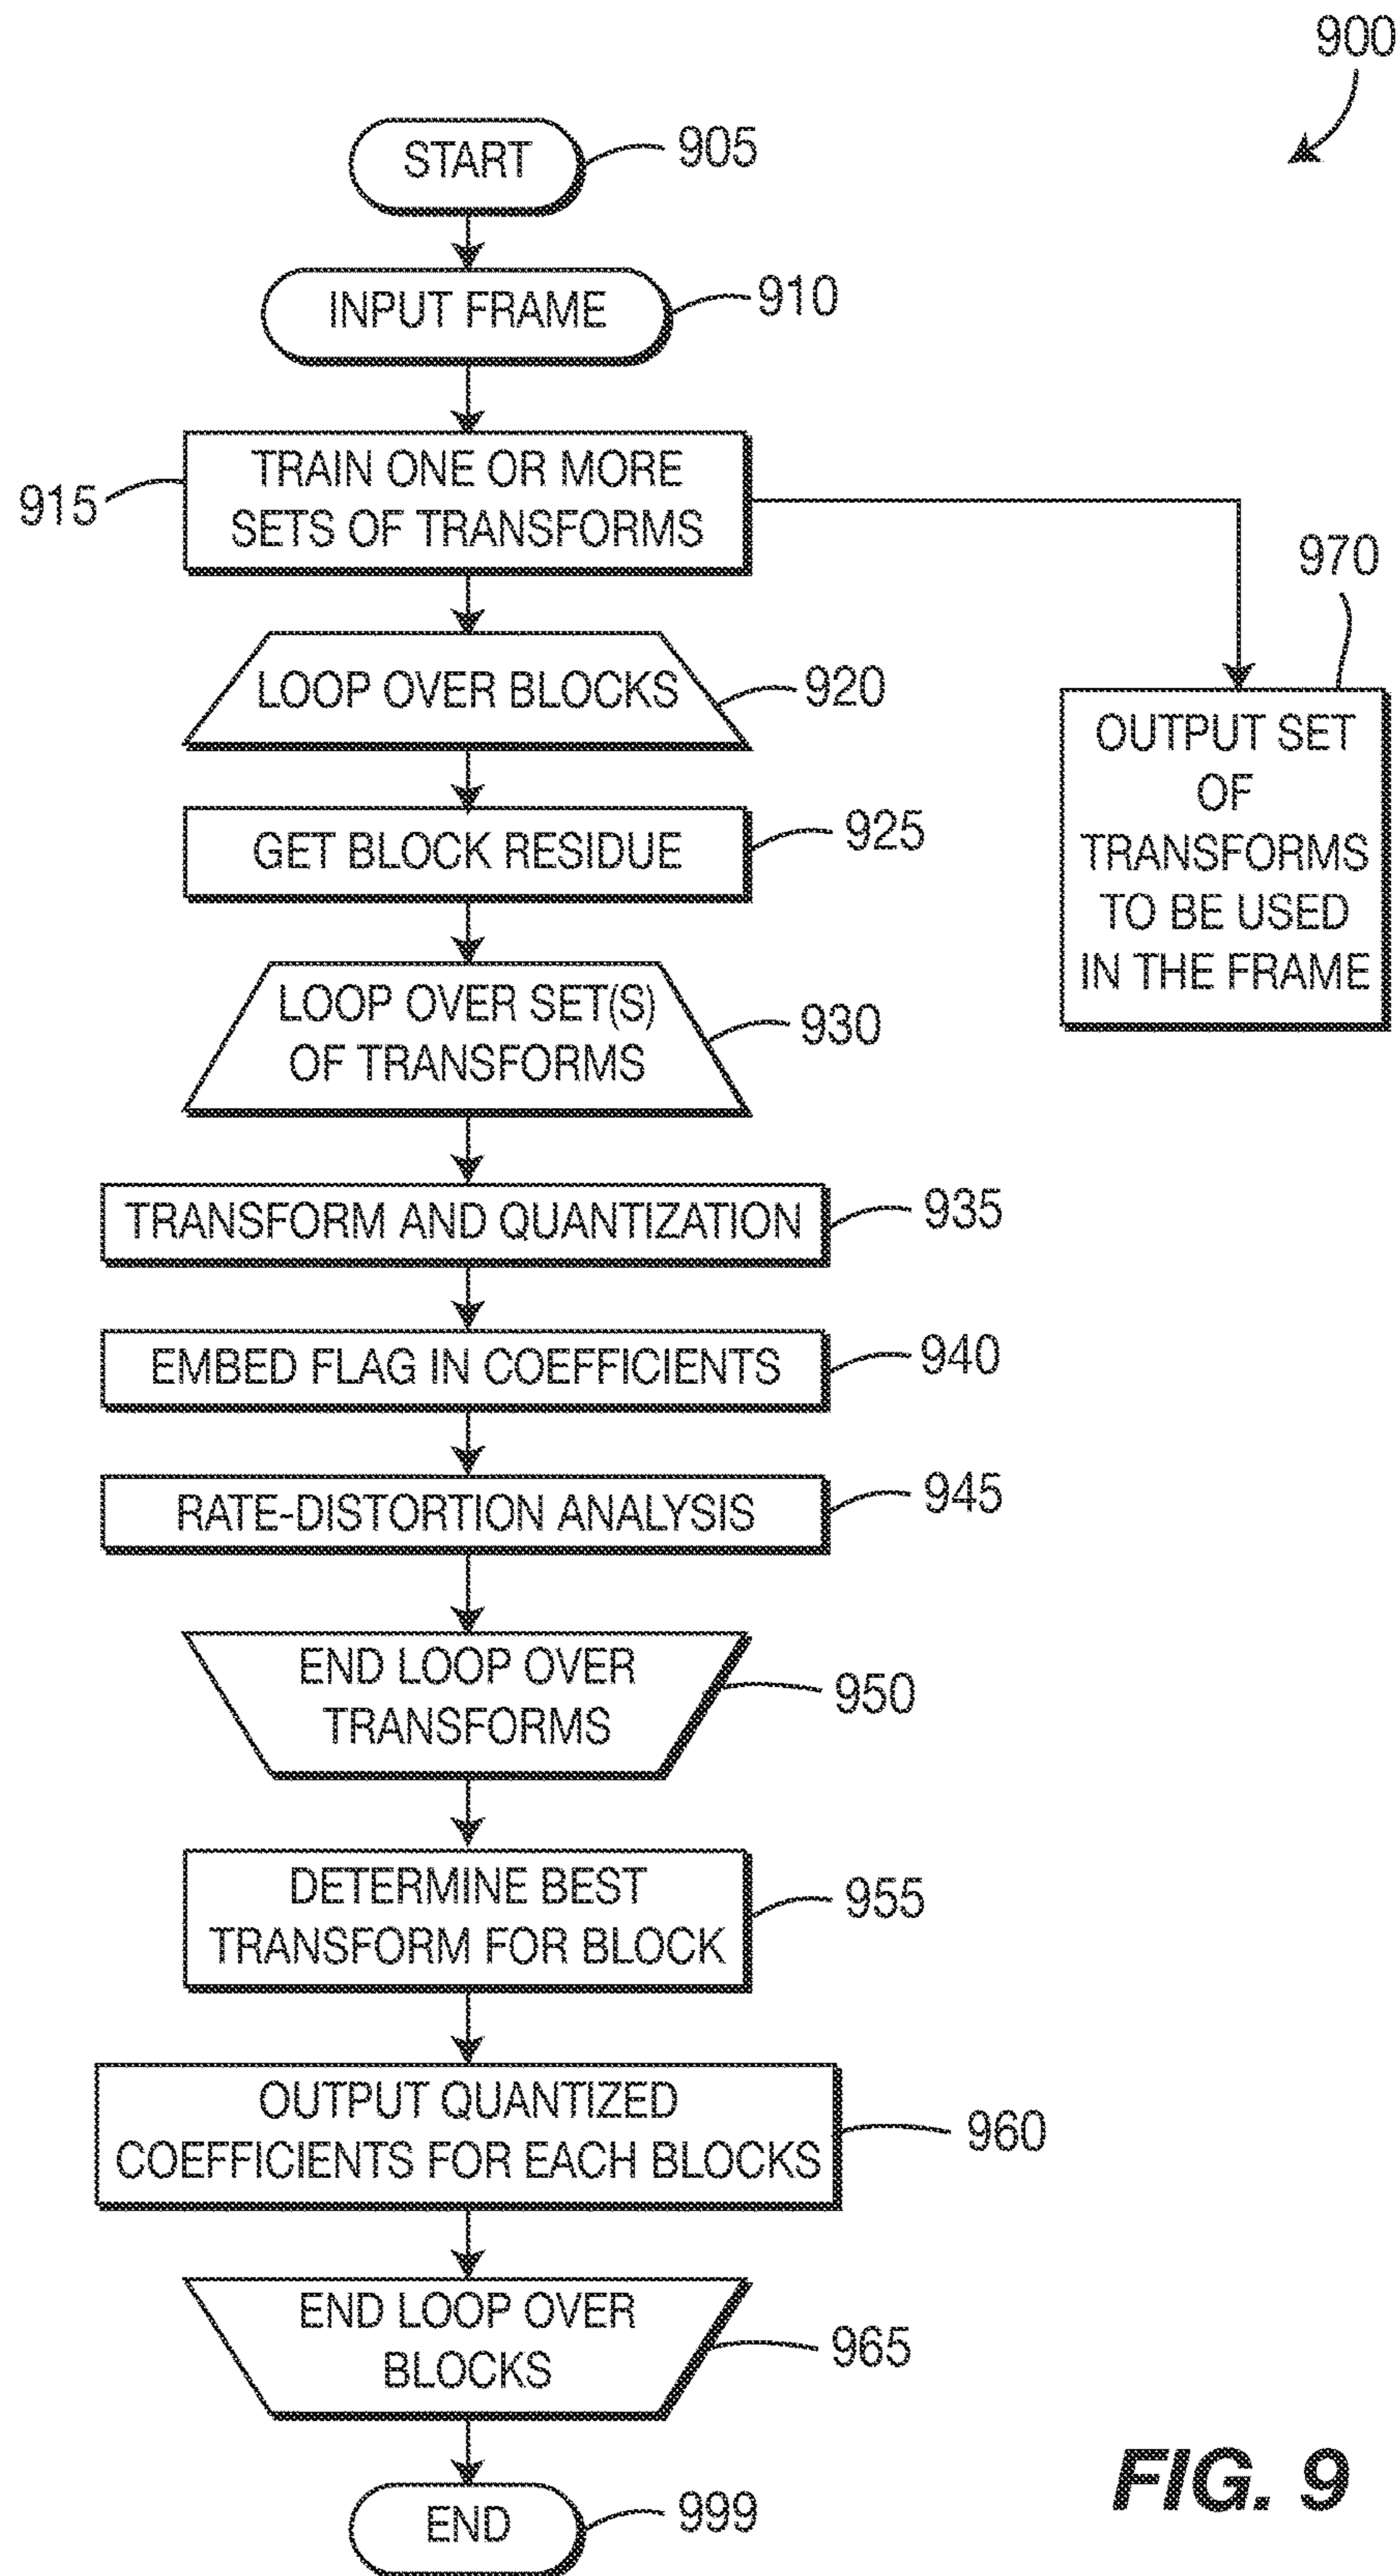 900
START
905
INPUT FRAME
910
TRAIN ONE OR MORE
SETS OF TRANSFORMS
915
LOOP OVER BLOCKS
920
GET BLOCK RESIDUE
925
LOOP OVER SET(S)
OF TRANSFORMS
930
TRANSFORM AND QUANTIZATION
935
EMBED FLAG IN COEFFICIENTS
940
RATE-DISTORTION ANALYSIS
945
END LOOP OVER
TRANSFORMS
950
DETERMINE BEST
TRANSFORM FOR BLOCK
955
OUTPUT QUANTIZED
COEFFICIENTS FOR EACH BLOCKS
960
END LOOP OVER
BLOCKS
965
END
999
970
OUTPUT SET
OF
TRANSFORMS
TO BE USED
IN THE FRAME
FIG. 9